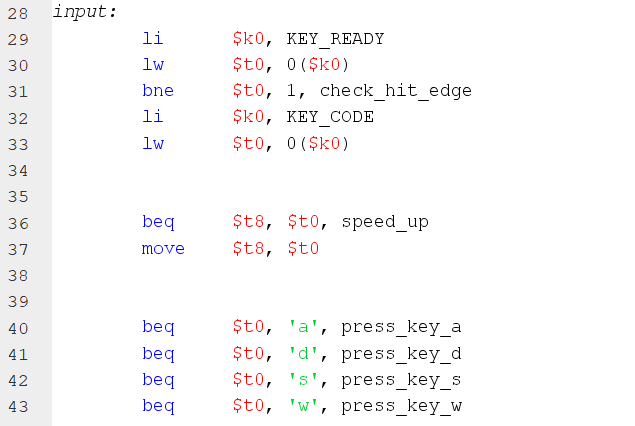 28 input:
29 li $k0, KEY_READY
30 lw $t0, 0($k0)
31 bne $t0, 1, check_hit_edge
32 li $k0, KEY_CODE
33 lw $t0, 0($k0)
34
35
36 beq $t8, $t0, speed_up
37 move $t8, $t0
38
39
40 beq $t0, 'a', press_key_a
41 beq $t0, 'd', press_key_d
42 beq $t0, 's', press_key_s
43 beq $t0, 'w', press_key_w